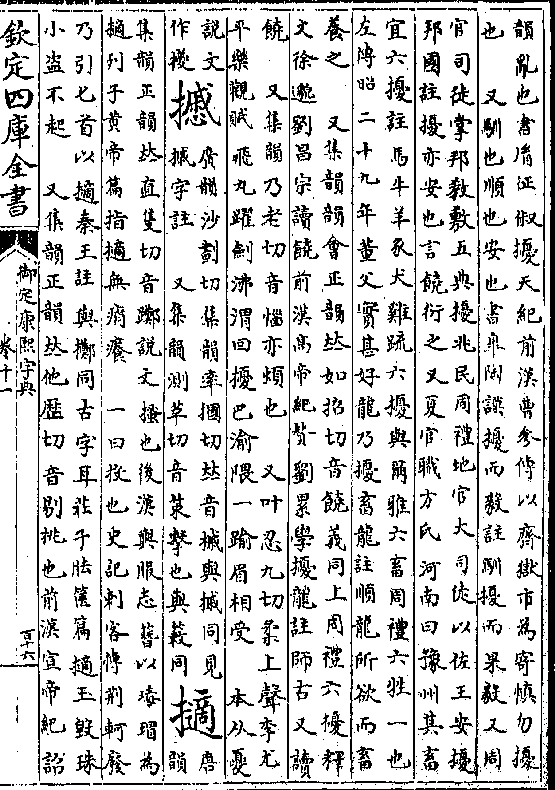 韻亂也書𦙍征俶擾天紀前漢曹參傳以齊獄市為寄慎勿擾
也　又馴也順也安也書臯陶謨擾而毅註馴擾而果毅又周
官司徒掌邦敎敷五典擾兆民周禮地官大司徒以佐王安擾
邦國註擾亦安也言饒衍之又夏官職方氏河南曰豫州其畜
宜六擾註馬牛羊豕犬雞疏六擾與爾雅六畜周禮六牲一也
左傳昭二十九年董父實甚好龍乃擾畜龍註順龍所欲而畜
養之　又集韻韻會正韻𠀤如招切音饒義同上周禮六擾釋
文徐邈劉昌宗讀饒前漢高帝紀贊劉累學擾龍註師古又讀
饒　又集韻乃老切音惱亦煩也　又叶忍九切柔上聲李尤
平樂觀賦飛丸躍劒沸渭回擾巴渝隈一踰眉相受　本从憂
說文作㩥
撼 廣韻沙劃切集韻率摑切𠀤音摵與摵同見摵字註　又集韻測革切音策擊也與𥰡同
擿 唐韻
集韻正韻𠀤直隻切音躑說文搔也後漢輿服志簪以瑇瑁為
擿列子黃帝篇指擿無痟癢　一曰投也史記刺客傳荆軻廢
乃引匕首以擿秦王註與擲同古字耳莊子胠篋篇擿玉毀珠
小盜不起　又集韻正韻𠀤他歴切音剔挑也前漢宣帝紀詔
欽定四庫全書
御定康熙字典
卷十一
百十六